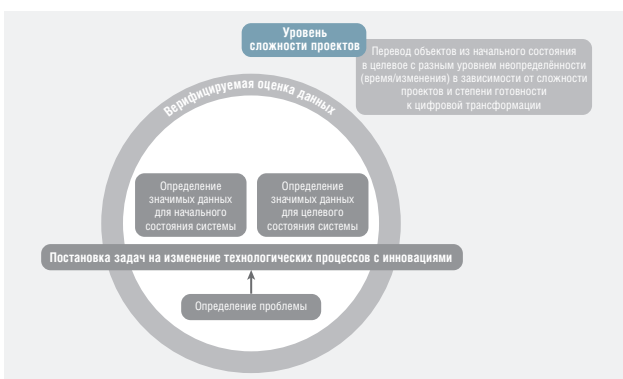 Уровень
сложности проектов
Перевод объектов из начального состояния
в целевое с разным уровнем неопределённости
(время/изменения) в зависимости от сложности
проектов и степени готовности
к цифровой трансформации
Верифицируемая оценка данных
Определение
значимых данных
для начального
состояния системы
Определение
значимых данных
для целевого
состояния системы
Постановка задач на изменение технологических процессов с инновациями
Определение проблемы